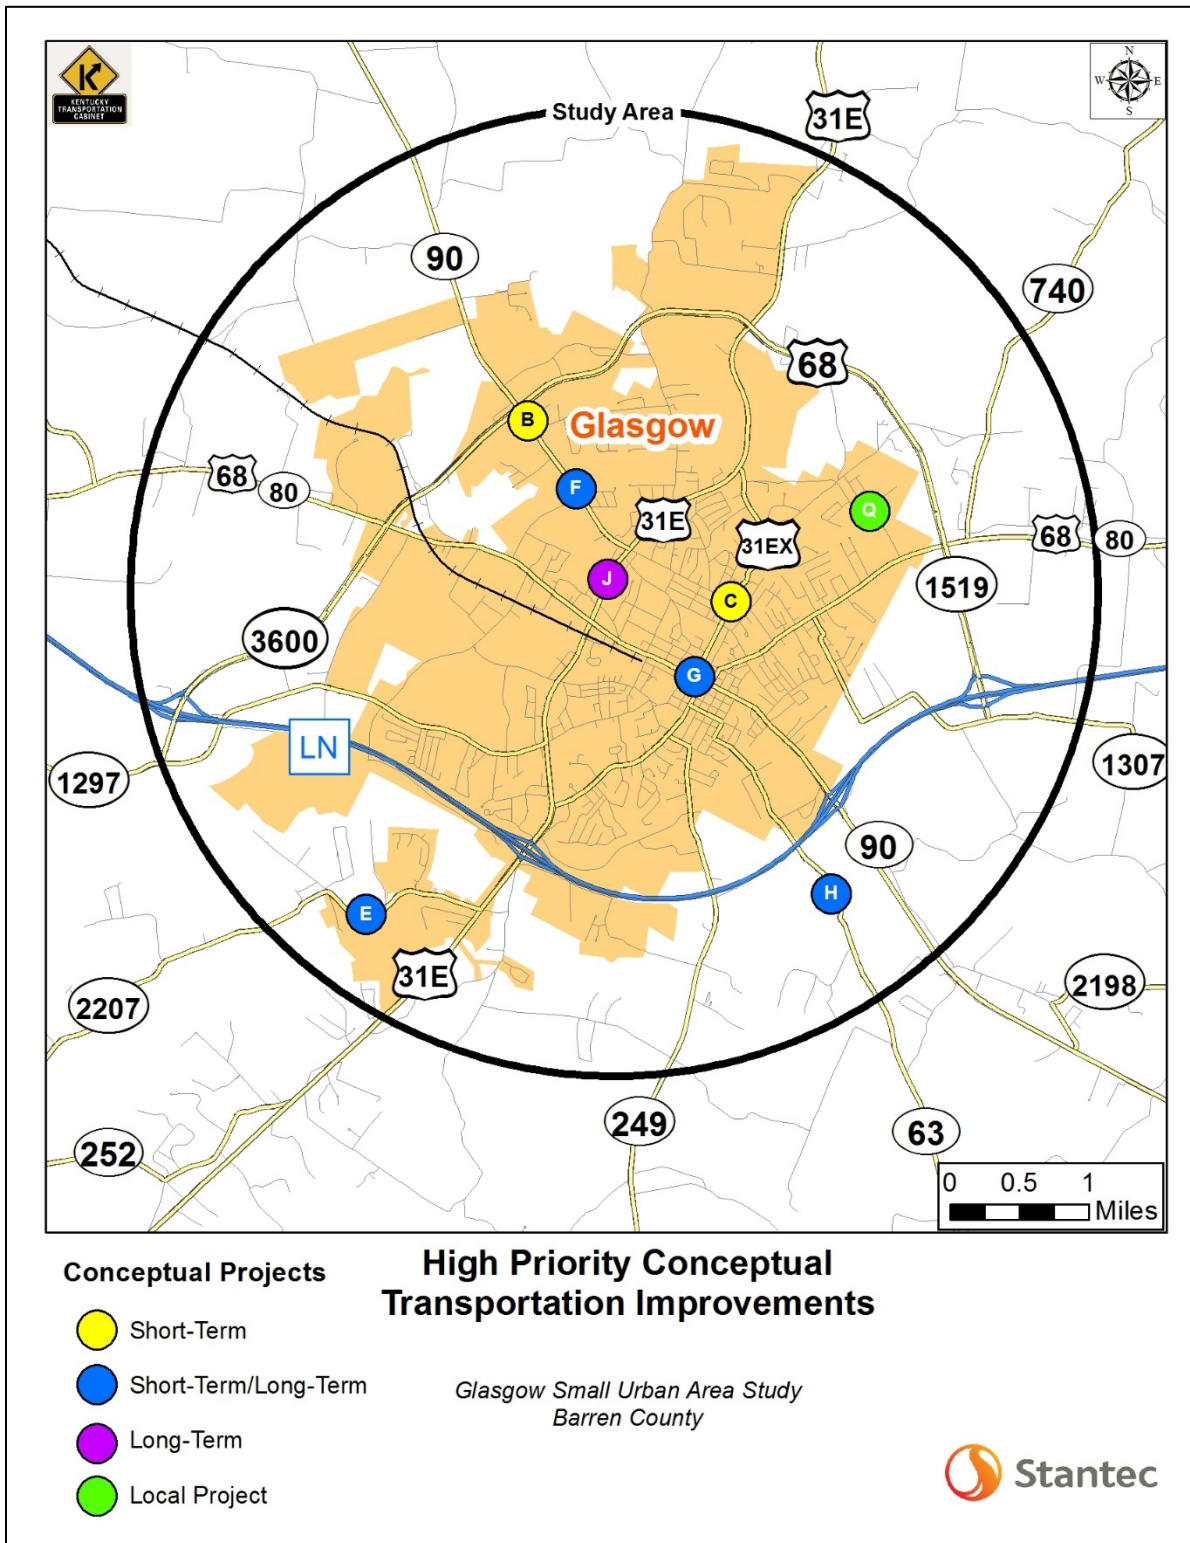 KENTUCKY
TRANSPORTATION
CABINET
N
W E
S
Study Area
31E
90
740
68
B
Glasgow
F
68
80
31E
Q
31EX
68
80
J
C
1519
3600
G
LN
1297
1307
90
H
E
31E
2207
2198
249
63
252
0 0.5 1
Miles
Conceptual Projects
Short-Term
Short-Term/Long-Term
Long-Term
Local Project
High Priority Conceptual
Transportation Improvements
Glasgow Small Urban Area Study
Barren County
Stantec